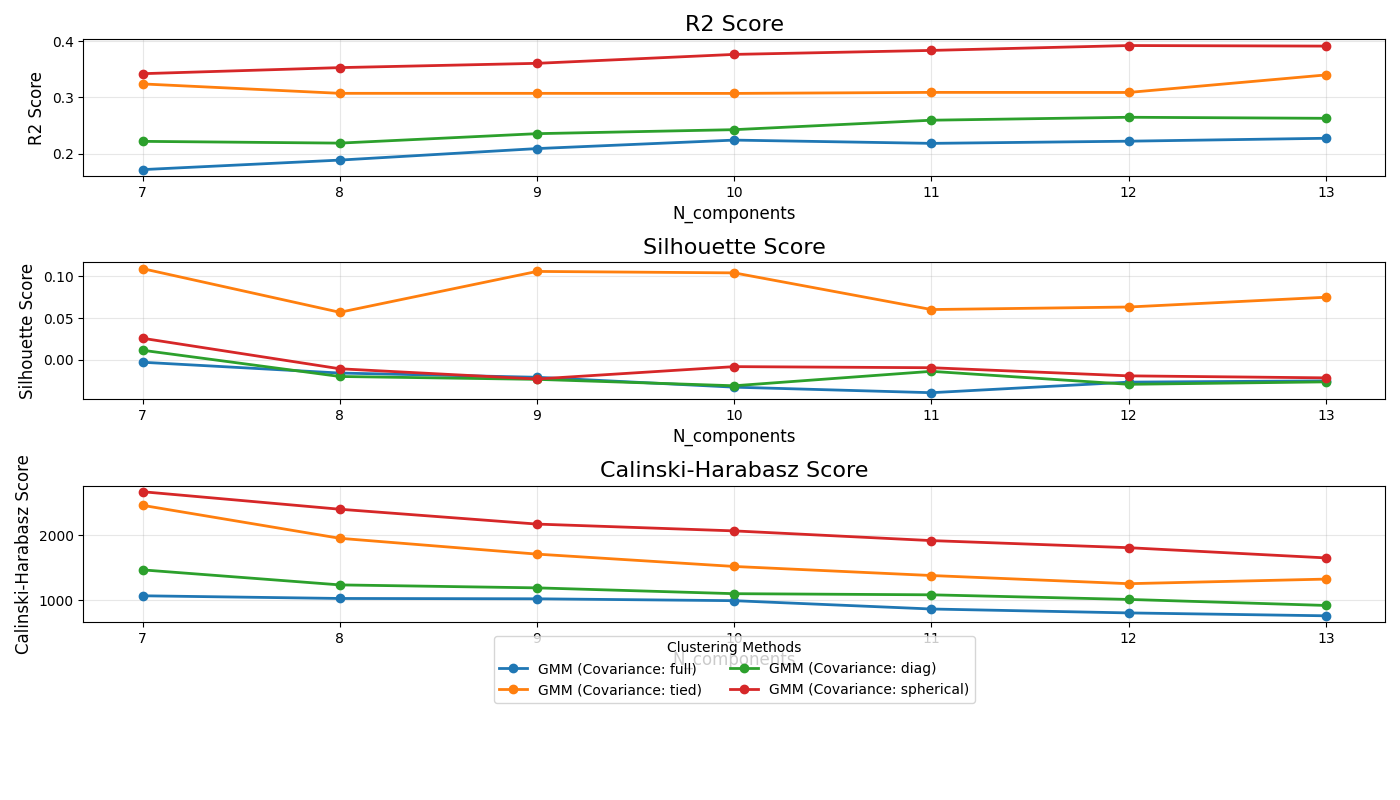 R2 Score
R2 Score
0.4
0.3
0.2
7 8 9 10 11 12 13
N_components
Silhouette Score
Silhouette Score
0.10
0.05
0.00
7 8 9 10 11 12 13
N_components
Calinski-Harabasz Score
Calinski-Harabasz Score
2000
1000
7 8 9 10 11 12 13
N_components
Clustering Methods
GMM (Covariance: full) GMM (Covariance: diag)
GMM (Covariance: tied) GMM (Covariance: spherical)